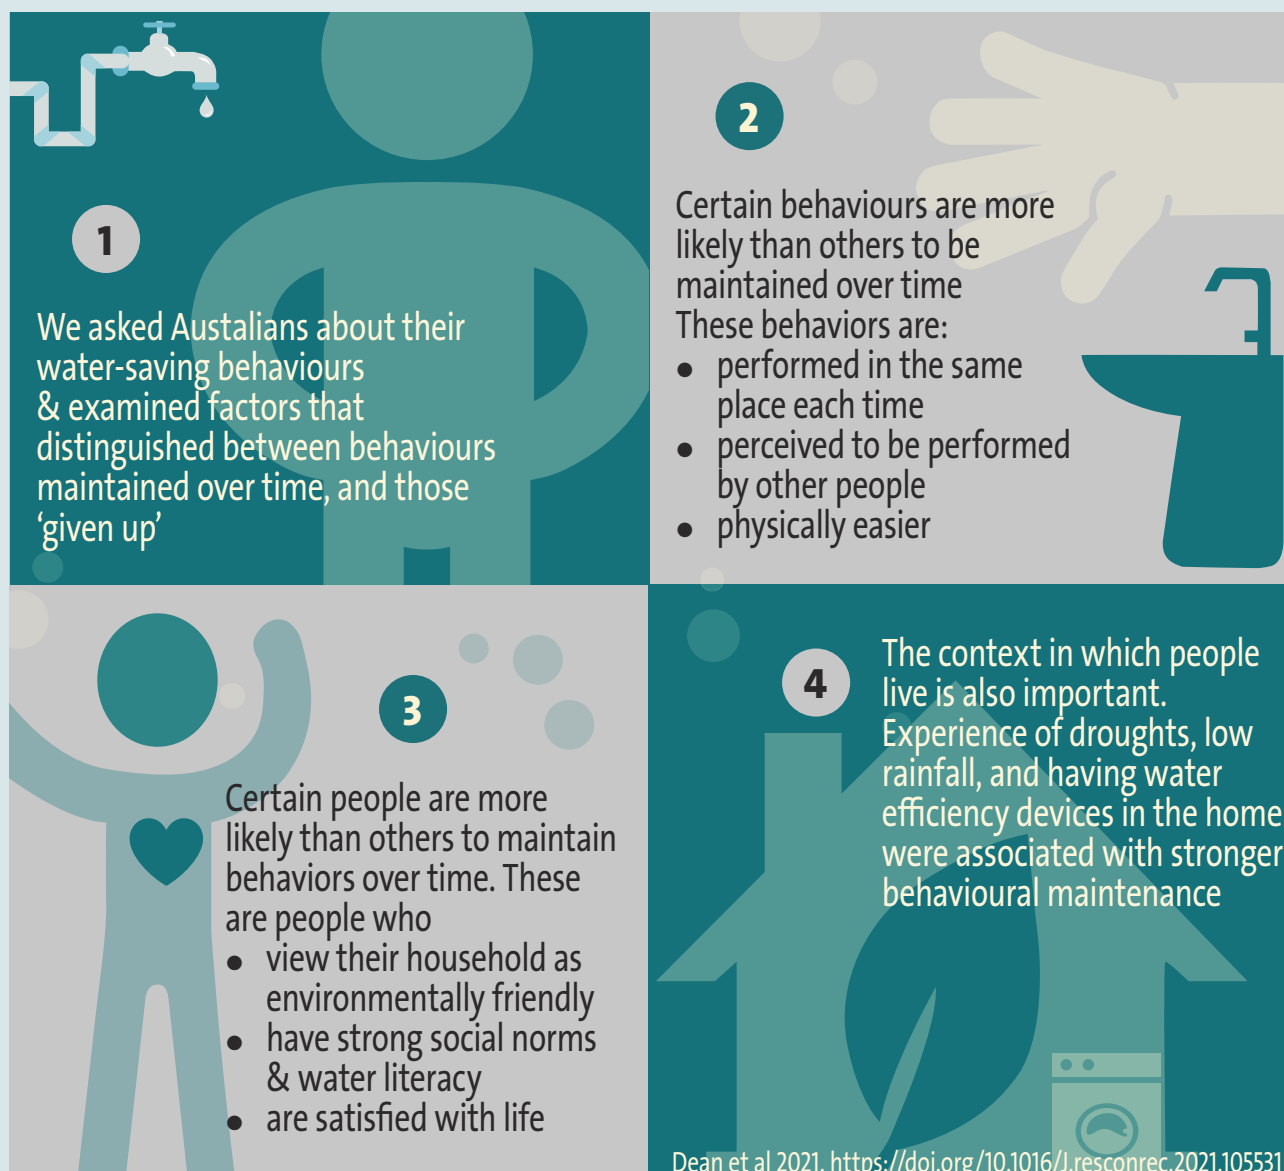 1
We asked Austalians about their
water-saving behaviours
& examined factors that
distinguished between behaviours
maintained over time, and those
‘given up’
2
Certain behaviours are more
likely than others to be
maintained over time
These behaviors are:
● performed in the same
place each time
● perceived to be performed
by other people
● physically easier
3
Certain people are more
likely than others to maintain
behaviors over time. These
are people who
● view their household as
environmentally friendly
● have strong social norms
& water literacy
● are satisfied with life
4
The context in which people
live is also important.
Experience of droughts, low
rainfall, and having water
efficiency devices in the home
were associated with stronger
behavioural maintenance
Dean et al 2021. https://doi.org/10.1016/J.resconrec.2021.105531